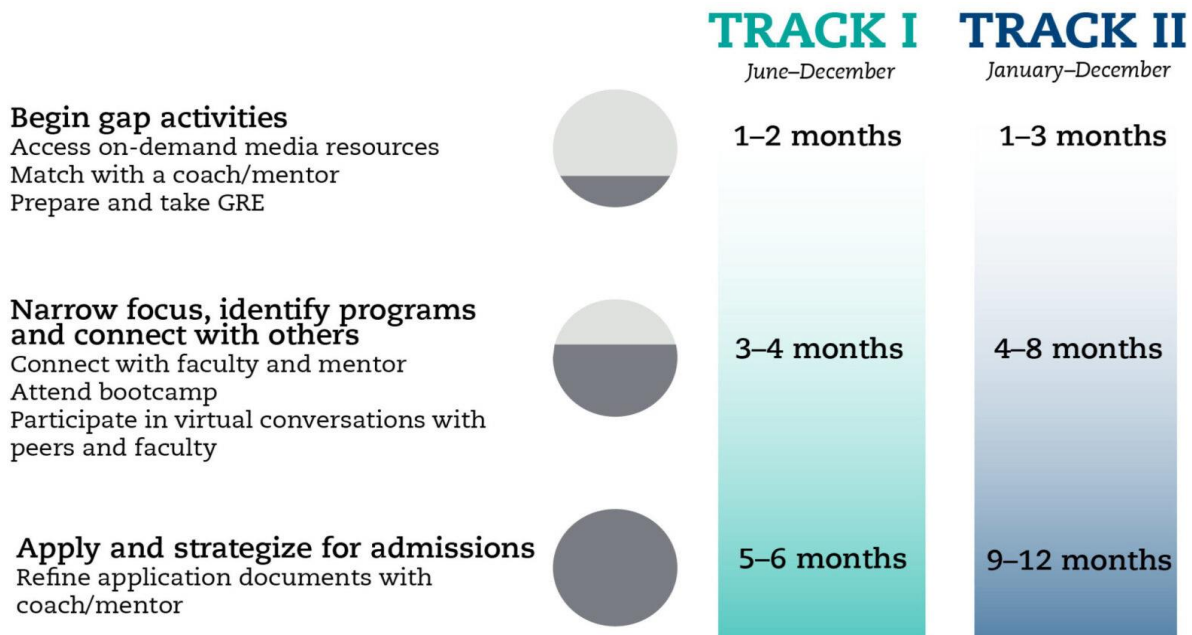 TRACK I
TRACK II
June–December
January–December
Begin gap activities
Access on-demand media resources
Match with a coach/mentor
Prepare and take GRE
1–2 months
1–3 months
Narrow focus, identify programs
and connect with others
Connect with faculty and mentor
Attend bootcamp
Participate in virtual conversations with
peers and faculty
3–4 months
4–8 months
Apply and strategize for admissions
Refine application documents with
coach/mentor
5–6 months
9–12 months